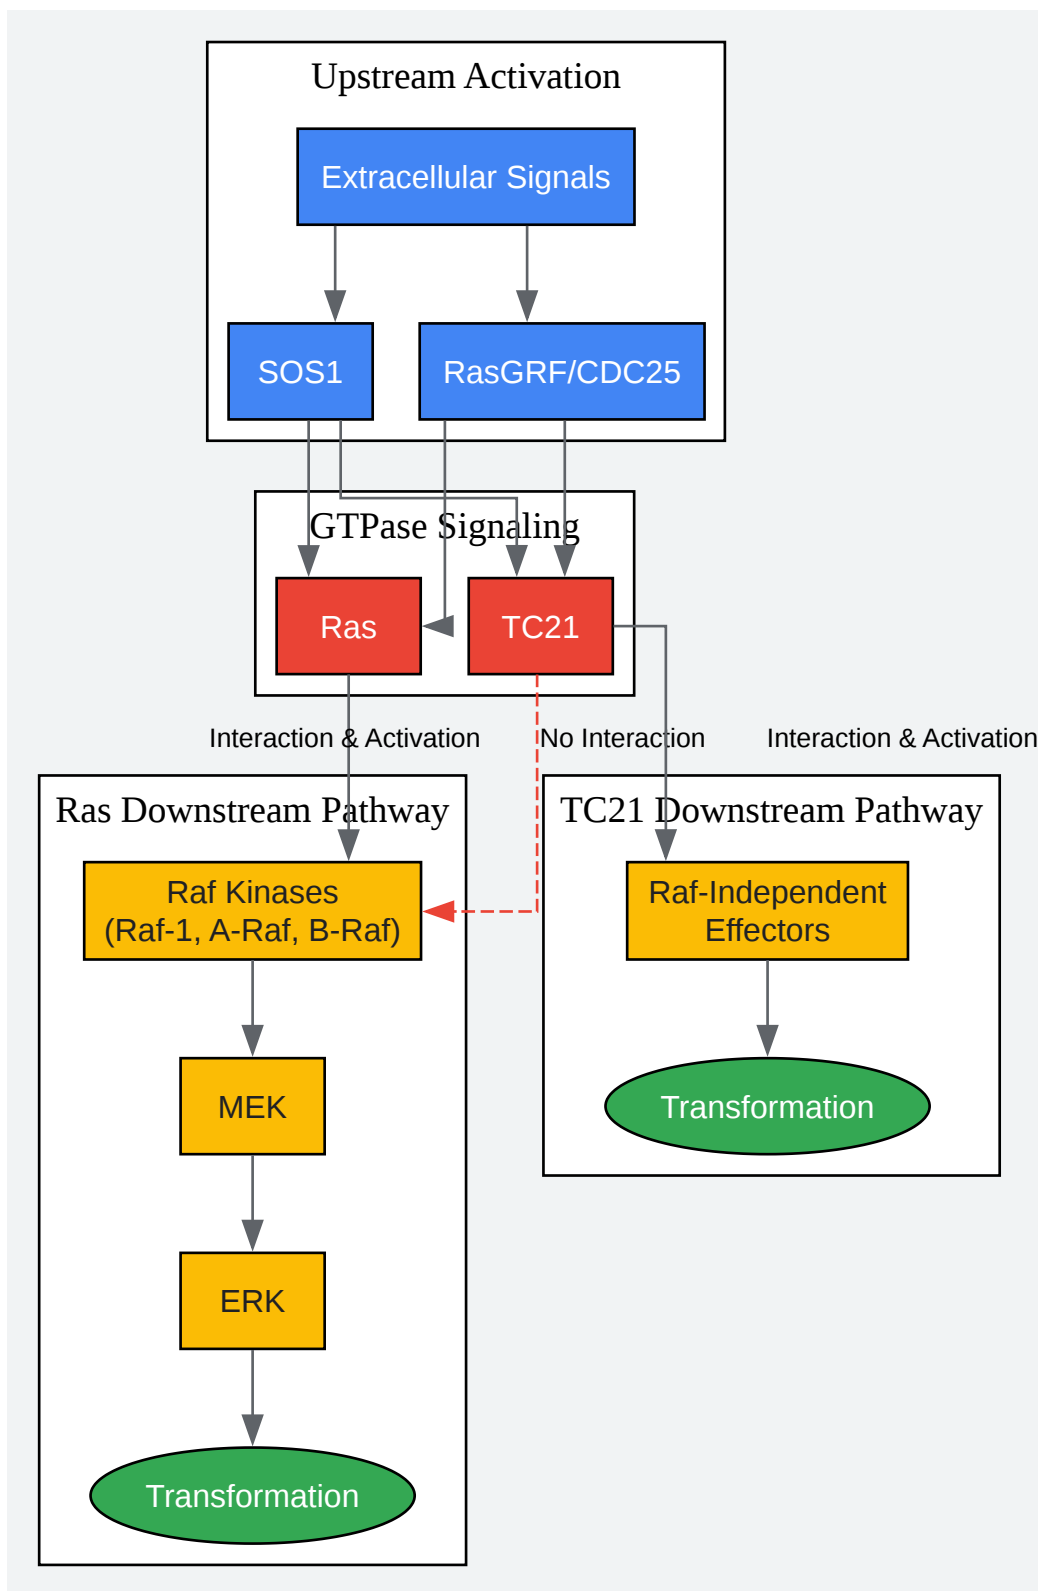 Upstream Activation
Extracellular Signals
SOS1
RasGRF/CDC25
GTPase Signaling
Ras
TC21
Interaction & Activation
No Interaction
Interaction & Activation
Ras Downstream Pathway
Raf Kinases
(Raf-1, A-Raf, B-Raf)
MEK
ERK
Transformation
TC21 Downstream Pathway
Raf-Independent
Effectors
Transformation